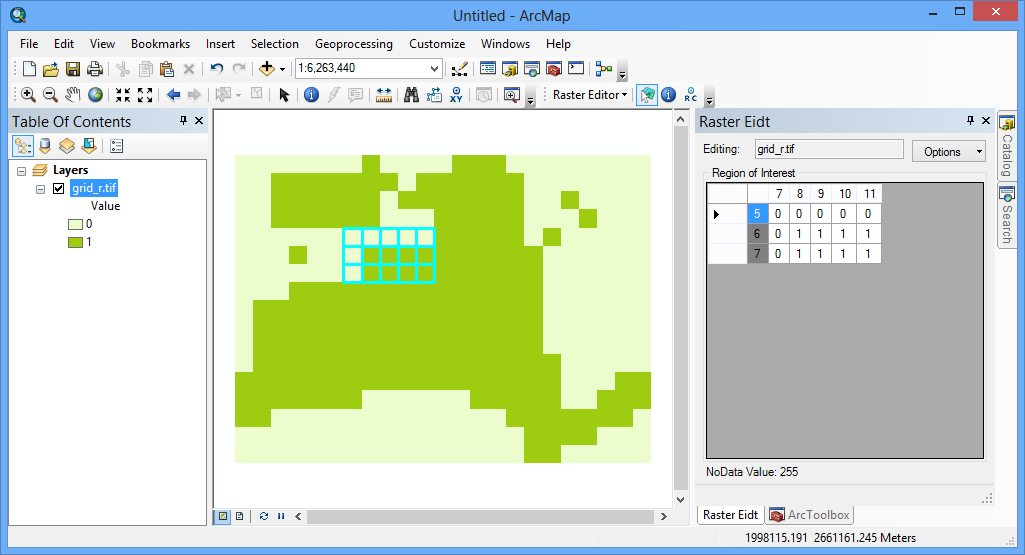 Untitled - ArcMap
File Edit View Bookmarks Insert Selection Geoprocessing Customize Windows Help
1:6,263,440
XY Raster Editor R C
Table Of Contents
Layers
grid_r.tif
Value
0
1
Raster Eidt
Editing: grid_r.tif Options
Region of Interest
7 8 9 10 11
5 0 0 0 0 0
6 0 1 1 1 1
7 0 1 1 1 1
NoData Value: 255
Raster Eidt ArcToolbox
Catalog
Search
1998115.191 2661161.245 Meters